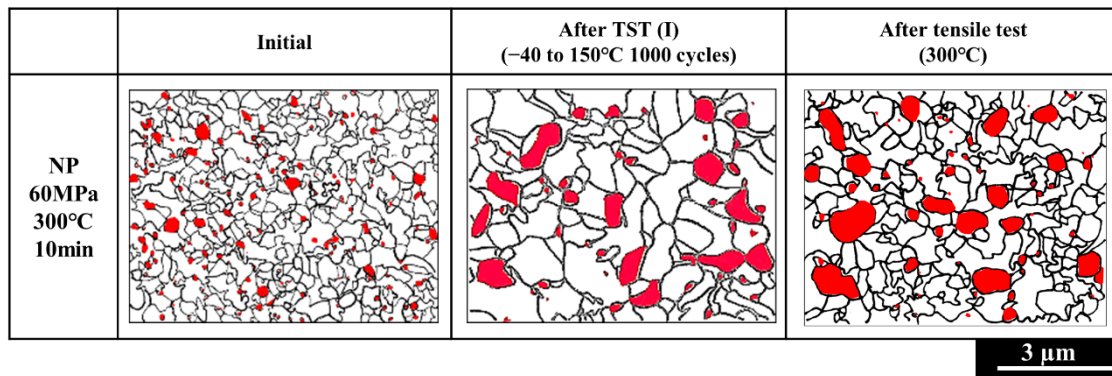 Initial
After TST (I)
(−40 to 150℃ 1000 cycles)
After tensile test
(300℃)
NP
60MPa
300℃
10min
3 μm